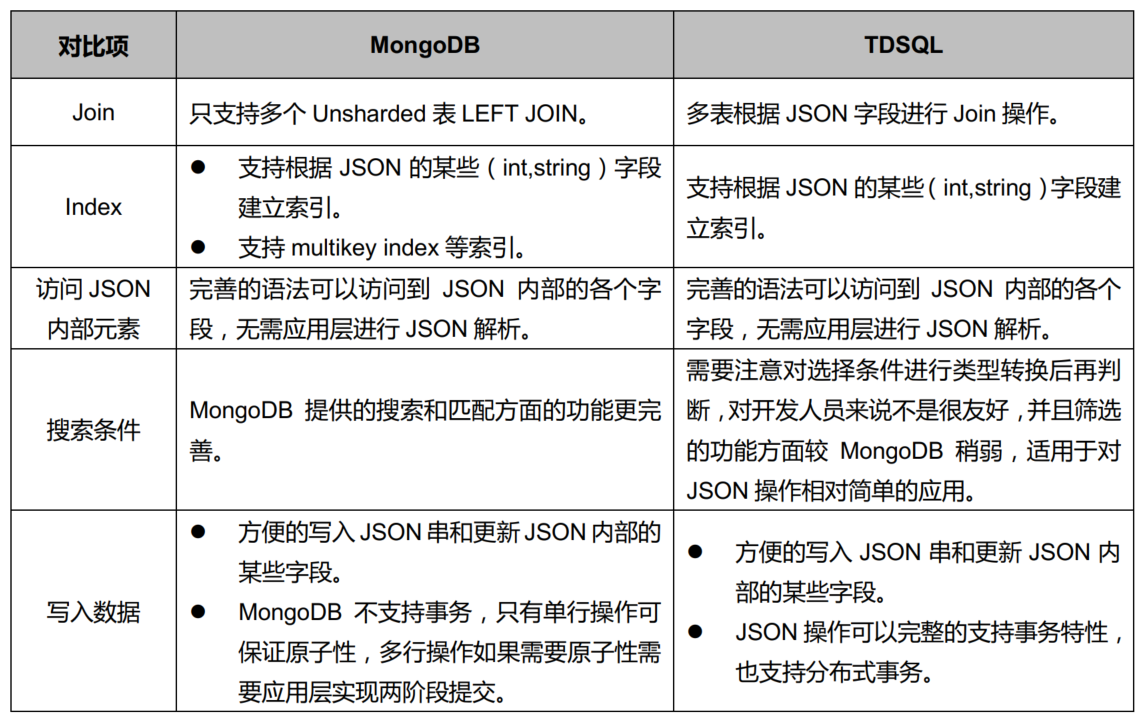 对比项
MongoDB
TDSQL
Join
只支持多个 Unsharded 表 LEFT JOIN。
多表根据 JSON 字段进行 Join 操作。
Index
● 支持根据 JSON 的某些（int,string）字段
建立索引。
● 支持 multikey index 等索引。
支持根据 JSON 的某些（int,string）字段建
立索引。
访问 JSON
内部元素
完善的语法可以访问到 JSON 内部的各个字
段，无需应用层进行 JSON 解析。
完善的语法可以访问到 JSON 内部的各个
字段，无需应用层进行 JSON 解析。
搜索条件
MongoDB 提供的搜索和匹配方面的功能更完
善。
需要注意对选择条件进行类型转换后再判
断，对开发人员来说不是很友好，并且筛选
的功能方面较 MongoDB 稍弱，适用于对
JSON 操作相对简单的应用。
写入数据
● 方便的写入 JSON 串和更新 JSON 内部的
某些字段。
● MongoDB 不支持事务，只有单行操作可
保证原子性，多行操作如果需要原子性需
要应用层实现两阶段提交。
● 方便的写入 JSON 串和更新 JSON 内
部的某些字段。
● JSON 操作可以完整的支持事务特性，
也支持分布式事务。